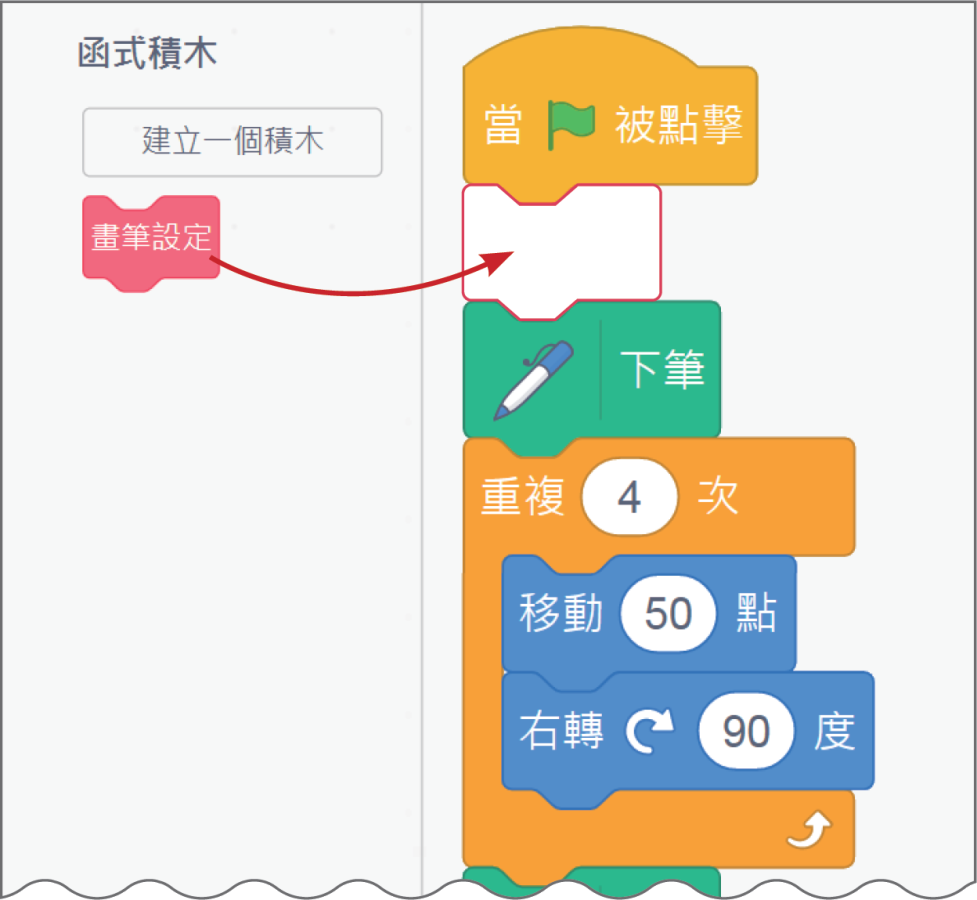 函式積木
建立一個積木
畫筆設定
當 被點擊
下筆
重複 4 次
移動 50 點
右轉 90 度